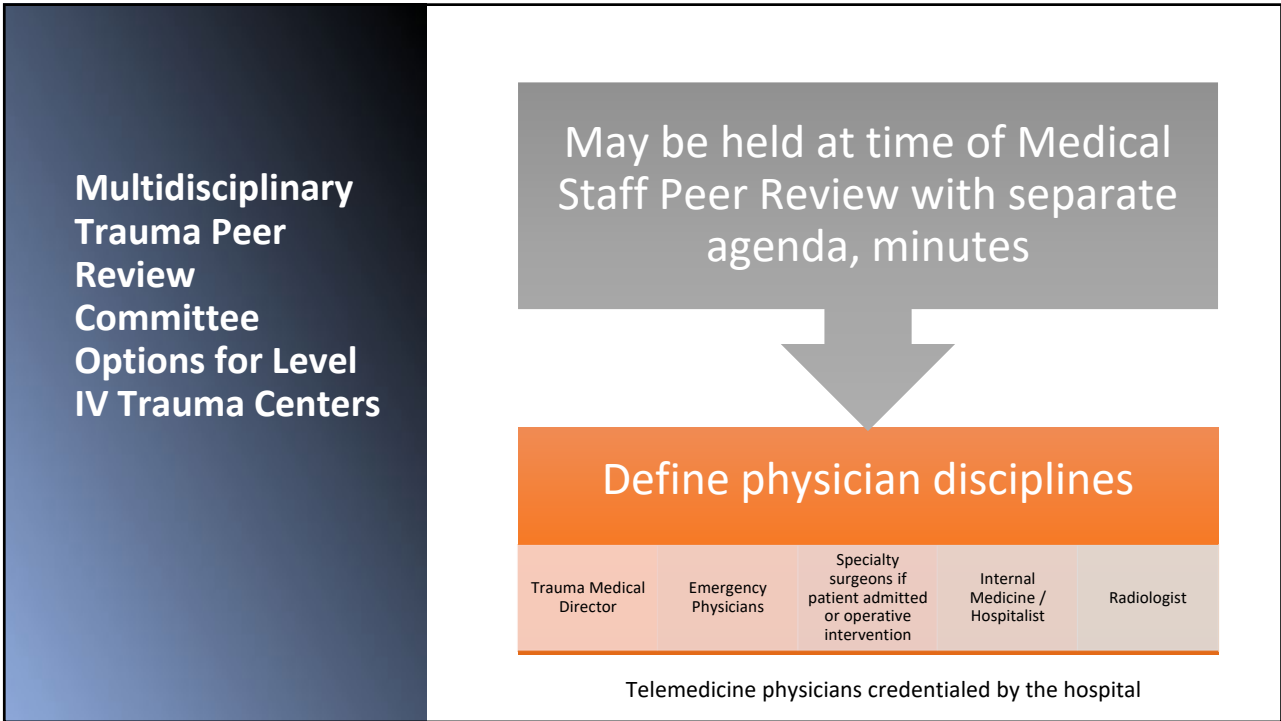 Multidisciplinary
Trauma Peer
Review
Committee
Options for Level
IV Trauma Centers
May be held at time of Medical
Staff Peer Review with separate
agenda, minutes
Define physician disciplines
Trauma Medical
Director
Emergency
Physicians
Specialty
surgeons if
patient admitted
or operative
intervention
Internal
Medicine /
Hospitalist
Radiologist
Telemedicine physicians credentialed by the hospital